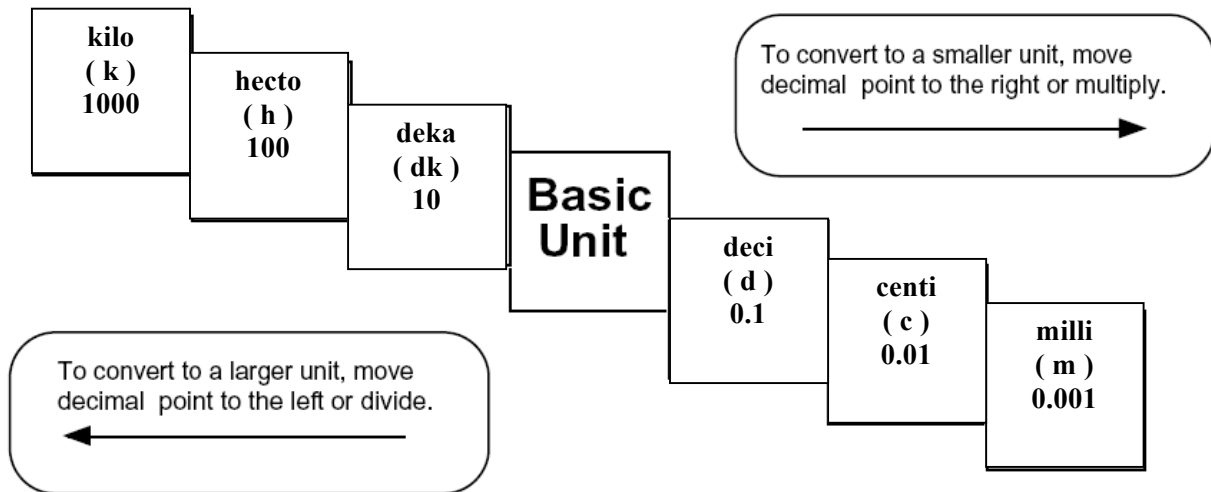 kilo
( k )
1000
hecto
( h )
100
deka
( dk )
10
Basic
Unit
deci
( d )
0.1
centi
( c )
0.01
milli
( m )
0.001
To convert to a smaller unit, move
decimal point to the right or multiply.
To convert to a larger unit, move
decimal point to the left or divide.